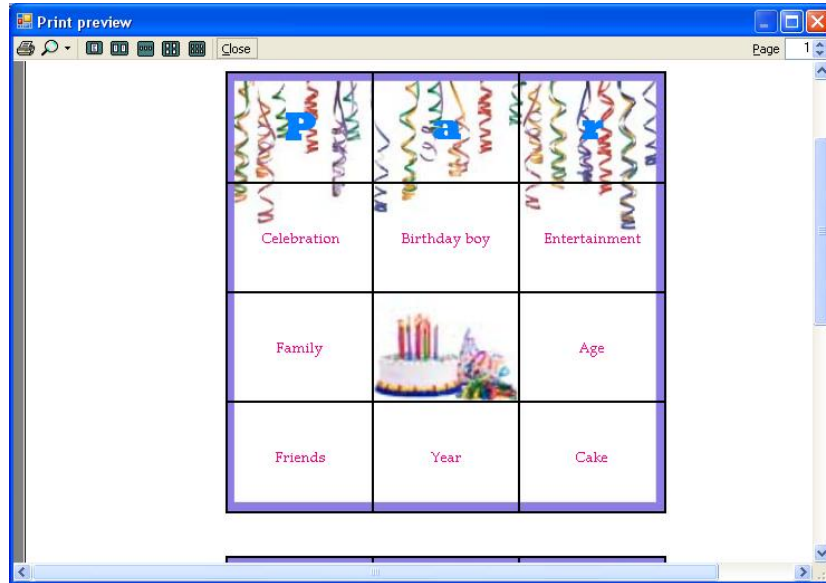 Print preview
Close
Page 1
P a r
Celebration Birthday boy Entertainment
Family Age
Friends Year Cake